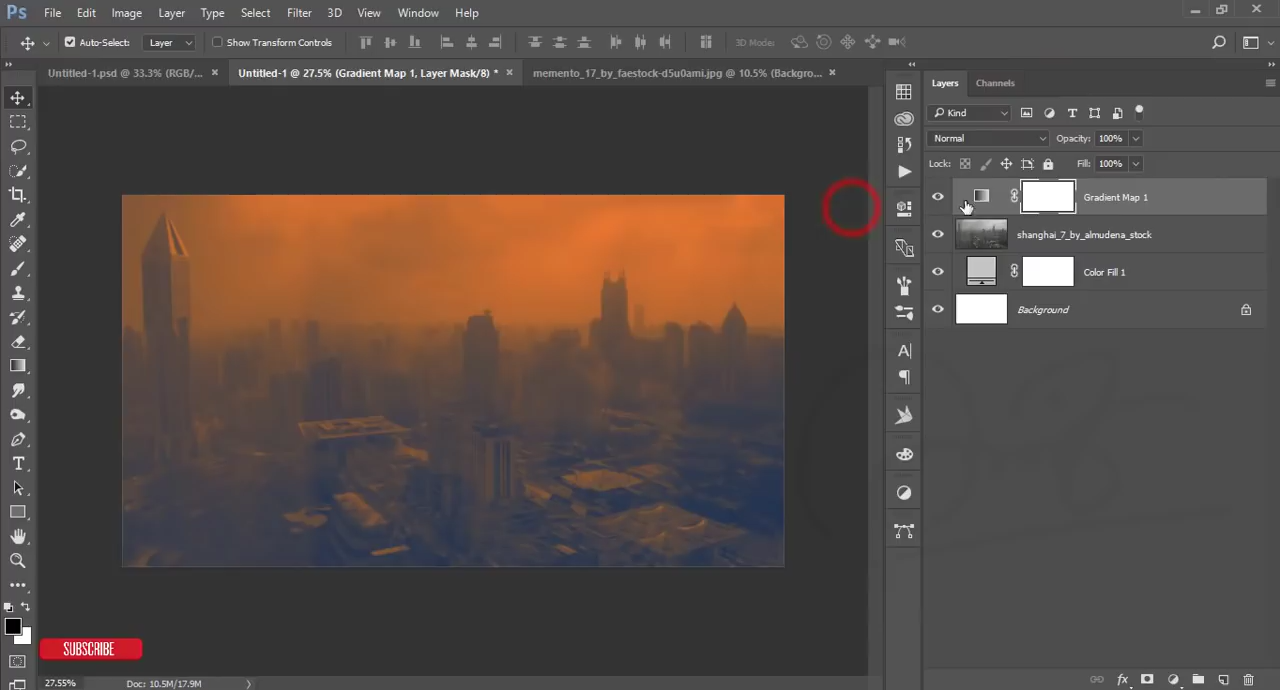 Ps File Edit Image Layer Type Select Filter 3D View Window Help
Auto-Select: Layer Show Transform Controls 3D Mode:
Untitled-1.psd @ 33.3% (RGB/... × Untitled-1 @ 27.5% (Gradient Map 1, Layer Mask/8) * × memento_17_by_faestock-d5u0ami.jpg @ 10.5% (Backgro... ×
Layers Channels
Kind
Normal Opacity: 100%
Lock: Fill: 100%
Gradient Map 1
shanghai_7_by_almudena_stock
Color Fill 1
Background
SUBSCRIBE
27.55% Doc: 10.5M/17.9M